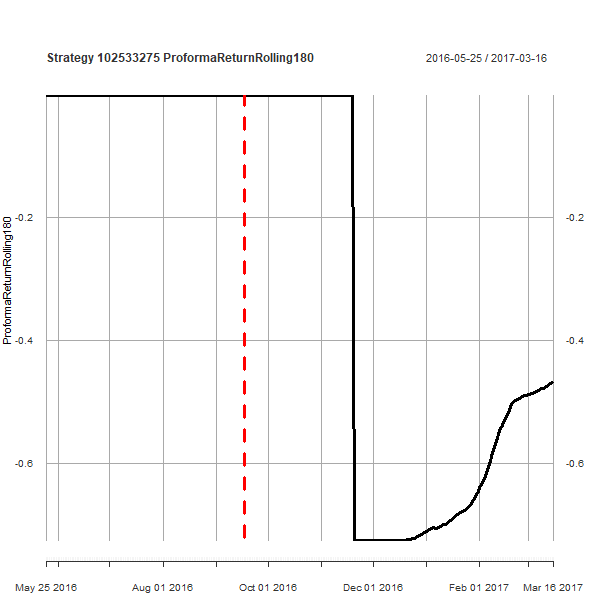 Strategy 102533275 ProformaReturnRolling180
2016-05-25 / 2017-03-16
ProformaReturnRolling180
-0.2
-0.4
-0.6
-0.2
-0.4
-0.6
May 25 2016
Aug 01 2016
Oct 01 2016
Dec 01 2016
Feb 01 2017
Mar 16 2017